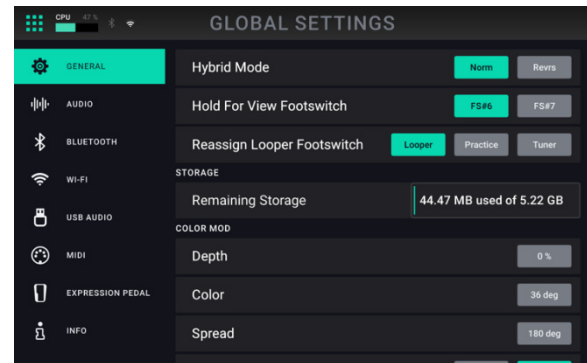 CPU 47 % GLOBAL SETTINGS
GENERAL
AUDIO
BLUETOOTH
WI-FI
USB AUDIO
MIDI
EXPRESSION PEDAL
INFO
Hybrid Mode Norm Revrs
Hold For View Footswitch FS#6 FS#7
Reassign Looper Footswitch Looper Practice Tuner
STORAGE
Remaining Storage 44.47 MB used of 5.22 GB
COLOR MOD
Depth 0 %
Color 36 deg
Spread 180 deg